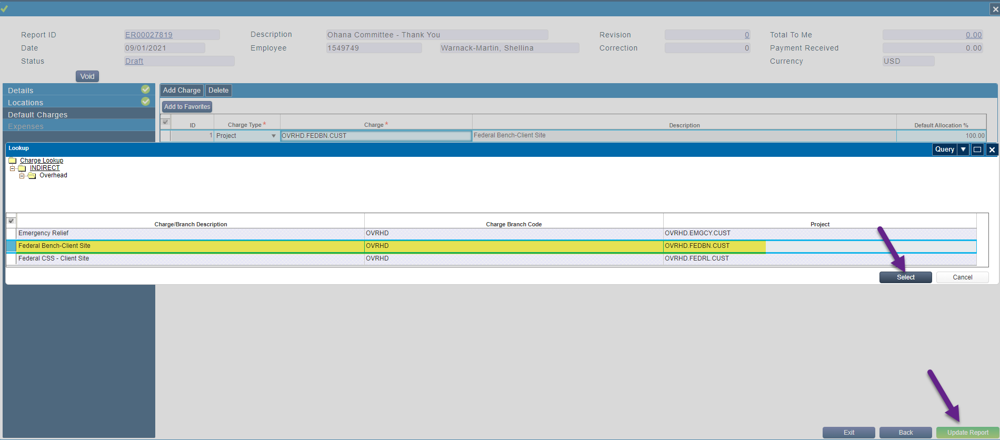 Report ID ER00027819 Description Ohana Committee - Thank You Revision 0 Total To Me 0.00
Date 09/01/2021 Employee 1549749 Warnack-Martin, Shellina Correction 0 Payment Received 0.00
Status Draft Currency USD
Void
Details
Locations
Default Charges
Expenses
Add Charge Delete
Add to Favorites
ID Charge Type * Charge * Description Default Allocation %
1 Project OVRHD.FEDBN.CUST Federal Bench-Client Site 100.00
Lookup Query
Charge Lookup
INDIRECT
Overhead
Charge/Branch Description Charge Branch Code Project
Emergency Relief OVRHD OVRHD.EMGCY.CUST
Federal Bench-Client Site OVRHD OVRHD.FEDBN.CUST
Federal CSS - Client Site OVRHD OVRHD.FEDRL.CUST
Select Cancel
Exit Back Update Report